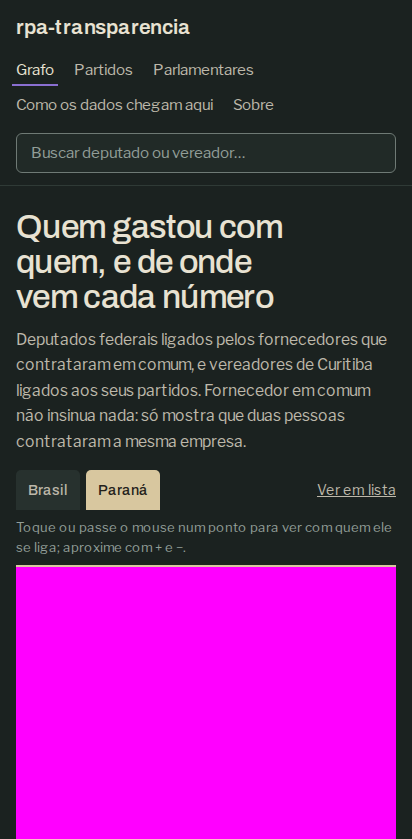 rpa-transparencia
Grafo Partidos Parlamentares
Como os dados chegam aqui Sobre
Buscar deputado ou vereador...
Quem gastou com
quem, e de onde
vem cada número
Deputados federais ligados pelos fornecedores que
contrataram em comum, e vereadores de Curitiba
ligados aos seus partidos. Fornecedor em comum
não insinua nada: só mostra que duas pessoas
contrataram a mesma empresa.
Brasil Paraná Ver em lista
Toque ou passe o mouse num ponto para ver com quem ele
se liga; aproxime com + e −.